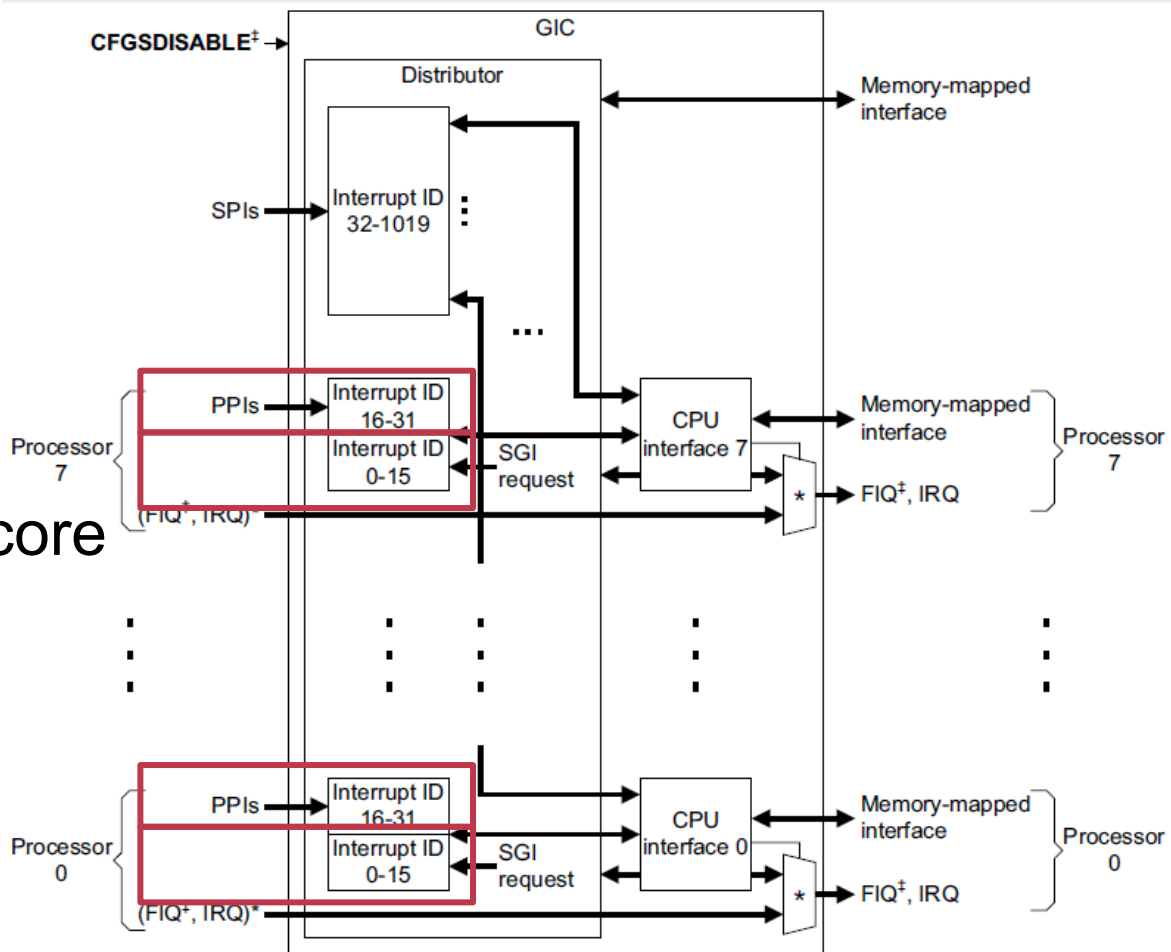 GIC
CFGSDISABLE‡
Distributor
Memory-mapped
interface
SPIs
Interrupt ID
32-1019
PPIs
Interrupt ID
16-31
Interrupt ID
0-15
SGI
request
CPU
interface 7
Memory-mapped
interface
Processor
7
Processor
7
*
FIQ‡, IRQ
(FIQ‡, IRQ)*
core
PPIs
Interrupt ID
16-31
Interrupt ID
0-15
SGI
request
CPU
interface 0
Memory-mapped
interface
Processor
0
Processor
0
*
FIQ‡, IRQ
(FIQ‡, IRQ)*